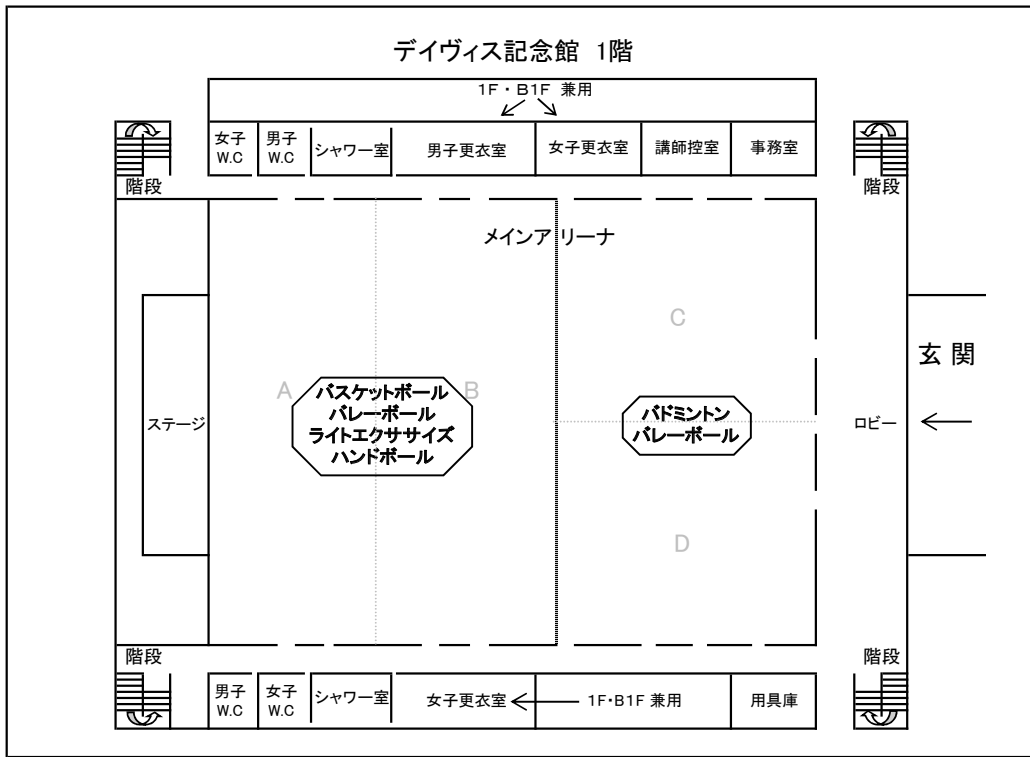 デイヴィス記念館 1階
1F・B1F 兼用
女子
W.C
男子
W.C
シャワー室
男子更衣室
女子更衣室
講師控室
事務室
階段
階段
メインアリーナ
C
玄 関
A
B
バスケットボール
バレーボール
ライトエクササイズ
ハンドボール
バドミントン
バレーボール
ステージ
ロビー
D
階段
階段
男子
W.C
女子
W.C
シャワー室
女子更衣室
1F・B1F 兼用
用具庫